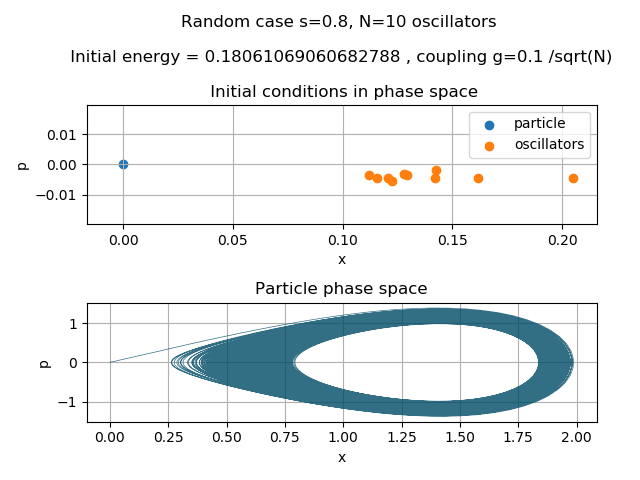 Random case s=0.8, N=10 oscillators
Initial energy = 0.18061069060682788 , coupling g=0.1 /sqrt(N)
Initial conditions in phase space
particle
oscillators
0.01
0.00
−0.01
p
0.00 0.05 0.10 0.15 0.20
x
Particle phase space
1
0
−1
p
0.00 0.25 0.50 0.75 1.00 1.25 1.50 1.75 2.00
x